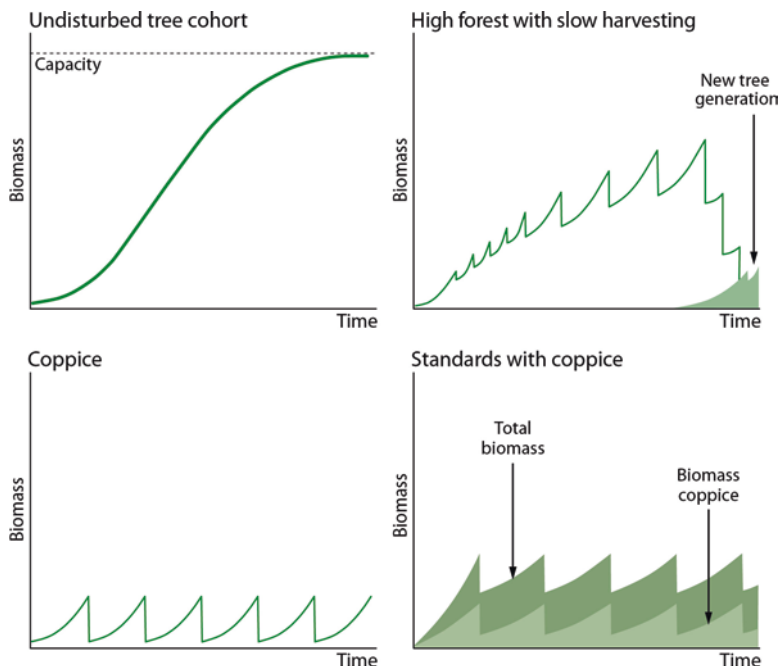 Undisturbed tree cohort
Capacity
Biomass
Time
High forest with slow harvesting
New tree
generation
Time
Coppice
Biomass
Time
Standards with coppice
Total
biomass
Biomass
coppice
Biomass
Time